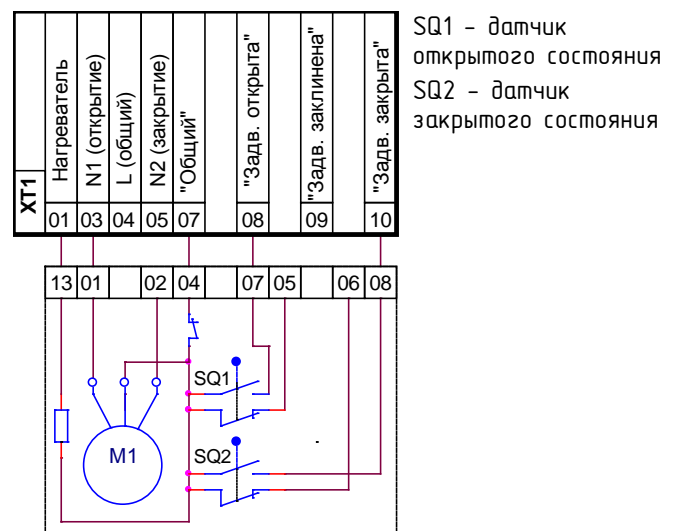 SQ1 – датчик
открытого состояния
SQ2 – датчик
закрытого состояния
XT1
Нагреватель
N1 (открытие)
L (общий)
N2 (закрытие)
"Общий"
"Задв. открыта"
"Задв. заклинена"
"Задв. закрыта"
01 03 04 05 07 08 09 10
13 01 02 04 07 05 06 08
SQ1
M1
SQ2